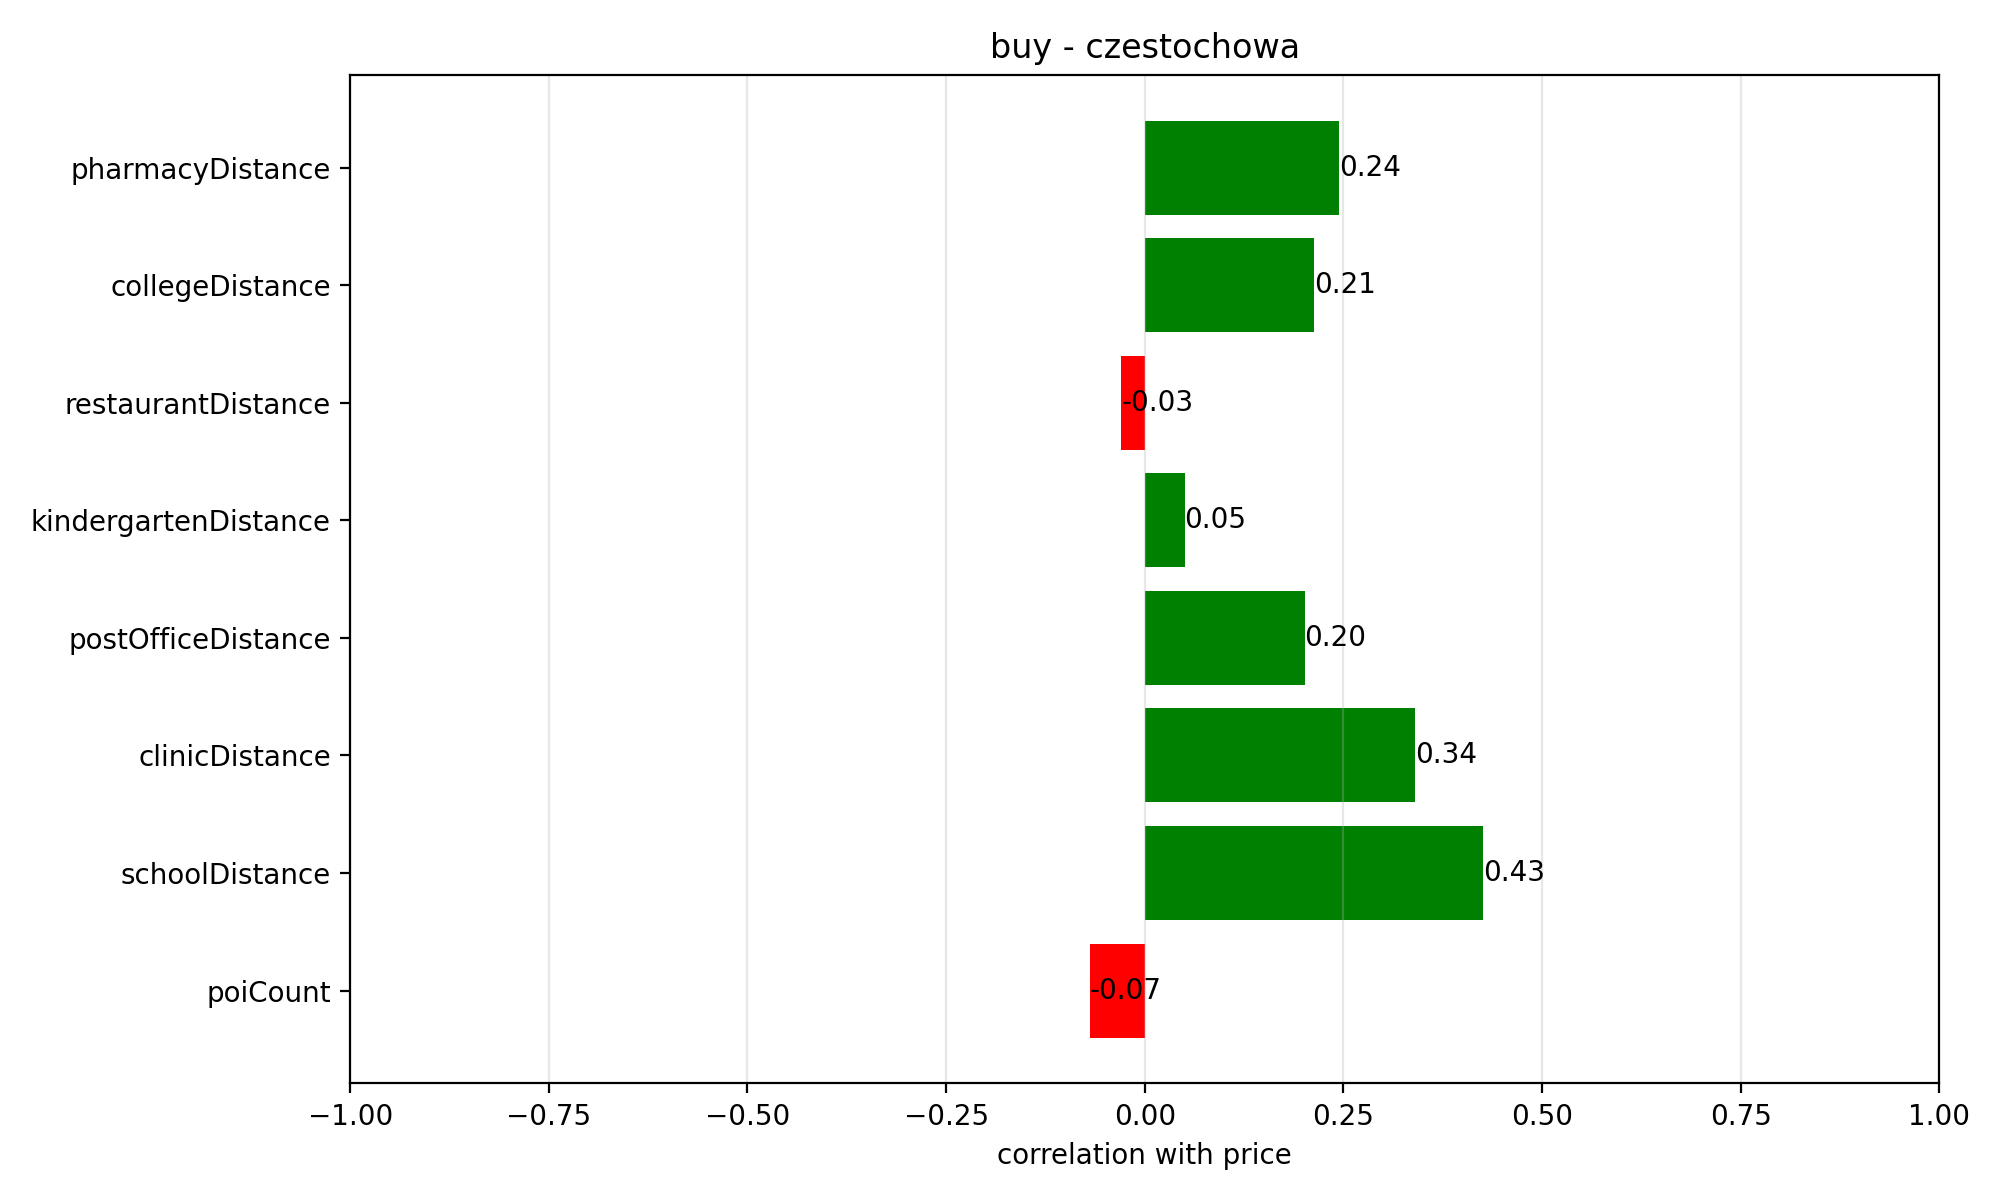 buy - czestochowa
pharmacyDistance 0.24
collegeDistance 0.21
restaurantDistance -0.03
kindergartenDistance 0.05
postOfficeDistance 0.20
clinicDistance 0.34
schoolDistance 0.43
poiCount -0.07
−1.00 −0.75 −0.50 −0.25 0.00 0.25 0.50 0.75 1.00
correlation with price